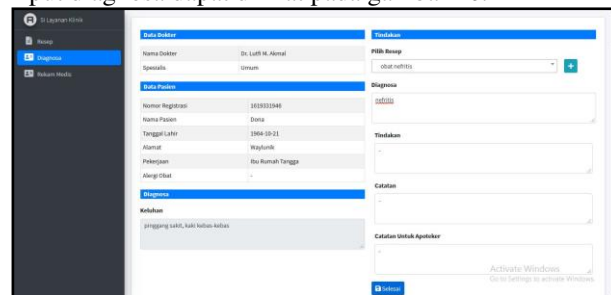 SI Layanan Klinik
Resep
Diagnosa
Rekam Medis
Data Dokter
Nama Dokter Dr. Lutfi M. Akmal
Spesialis Umum
Data Pasien
Nomor Registrasi
Nama Pasien Dona
Tanggal Lahir 1964-10-21
Alamat
Pekerjaan Ibu Rumah Tangga
Alergi Obat -
Diagnosa
Keluhan
pinggang sakit, kaki kebas-kebas
Tindakan
Pilih Resep
obat nefritis
Diagnosa
nefritis
Tindakan
-
Catatan
-
Catatan Untuk Apoteker
-
Selesai
Activate Windows
Go to Settings to activate Windows.